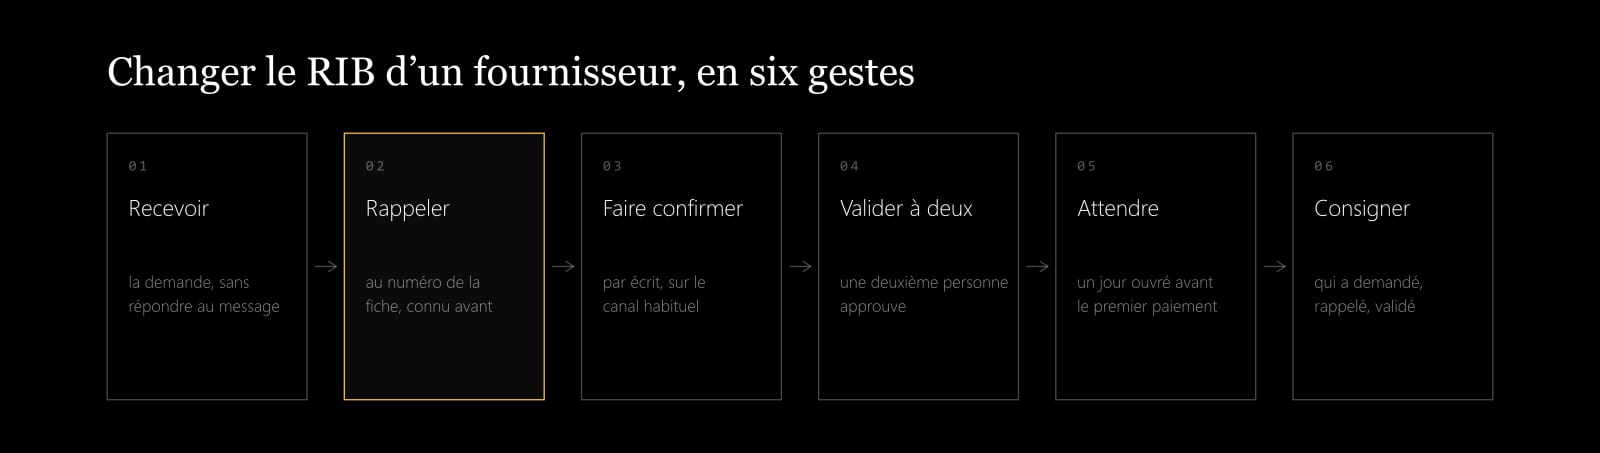 Changer le RIB d’un fournisseur, en six gestes
01
Recevoir
la demande, sans
répondre au message
02
Rappeler
au numéro de la
fiche, connu avant
03
Faire confirmer
par écrit, sur le
canal habituel
04
Valider à deux
une deuxième personne
approuve
05
Attendre
un jour ouvré avant
le premier paiement
06
Consigner
qui a demandé,
rappelé, validé